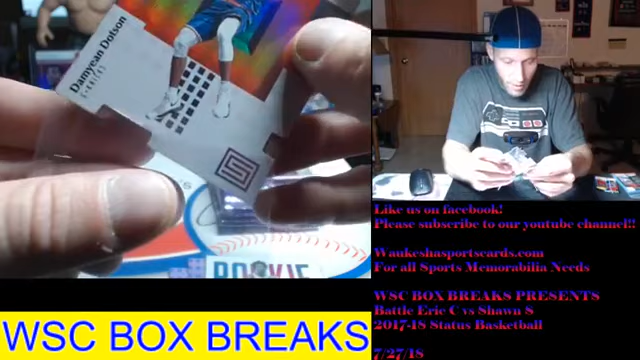 Damyean Dotson
ROOKIE
WSC BOX BREAKS
Like us on facebook!
Please subscribe to our youtube channel!!
Waukeshasportscards.com
For all Sports Memorabilia Needs
WSC BOX BREAKS PRESENTS
Battle Eric C vs Shawn S
2017-18 Status Basketball
7/27/18